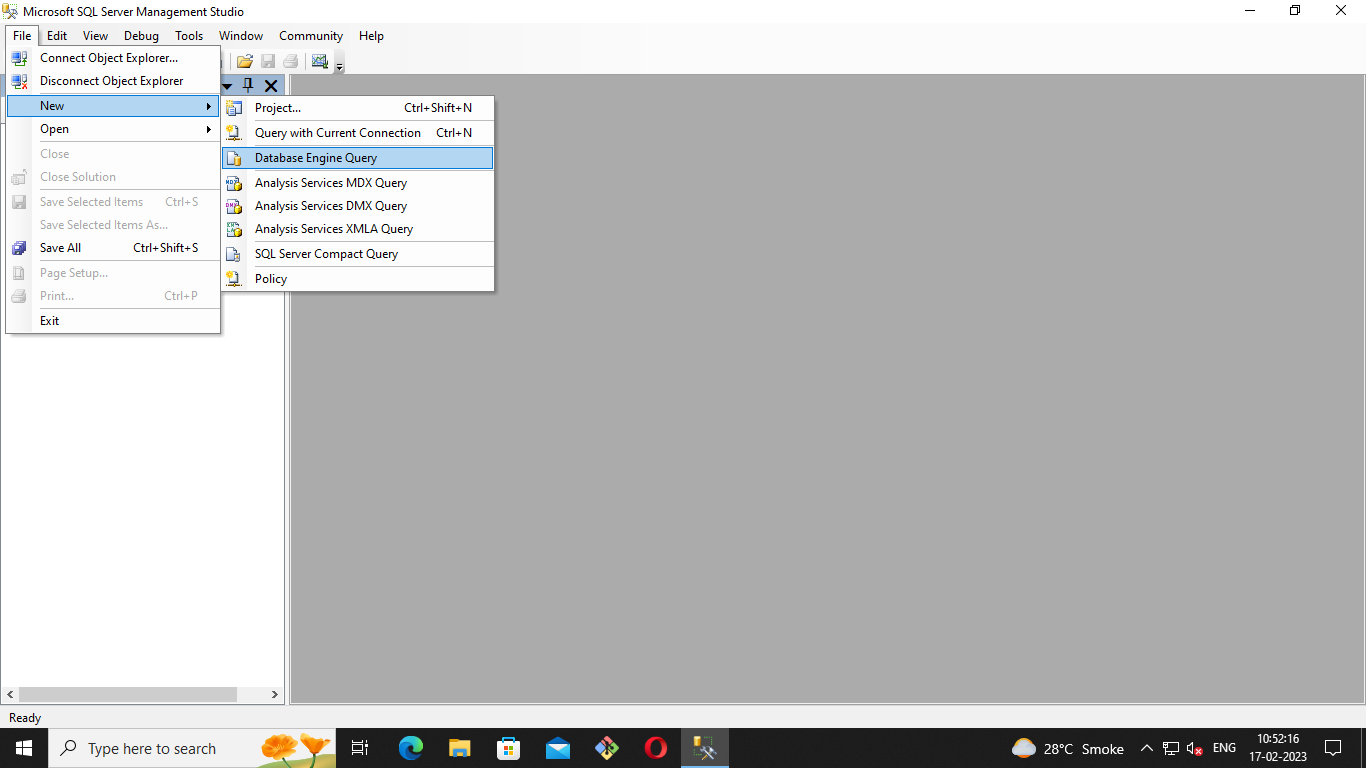 Microsoft SQL Server Management Studio
File Edit View Debug Tools Window Community Help
Connect Object Explorer...
Disconnect Object Explorer
New
Open
Close
Close Solution
Save Selected Items Ctrl+S
Save Selected Items As...
Save All Ctrl+Shift+S
Page Setup...
Print... Ctrl+P
Exit
Project... Ctrl+Shift+N
Query with Current Connection Ctrl+N
Database Engine Query
Analysis Services MDX Query
Analysis Services DMX Query
Analysis Services XMLA Query
SQL Server Compact Query
Policy
Ready
Type here to search
28°C Smoke
ENG
10:52:16
17-02-2023